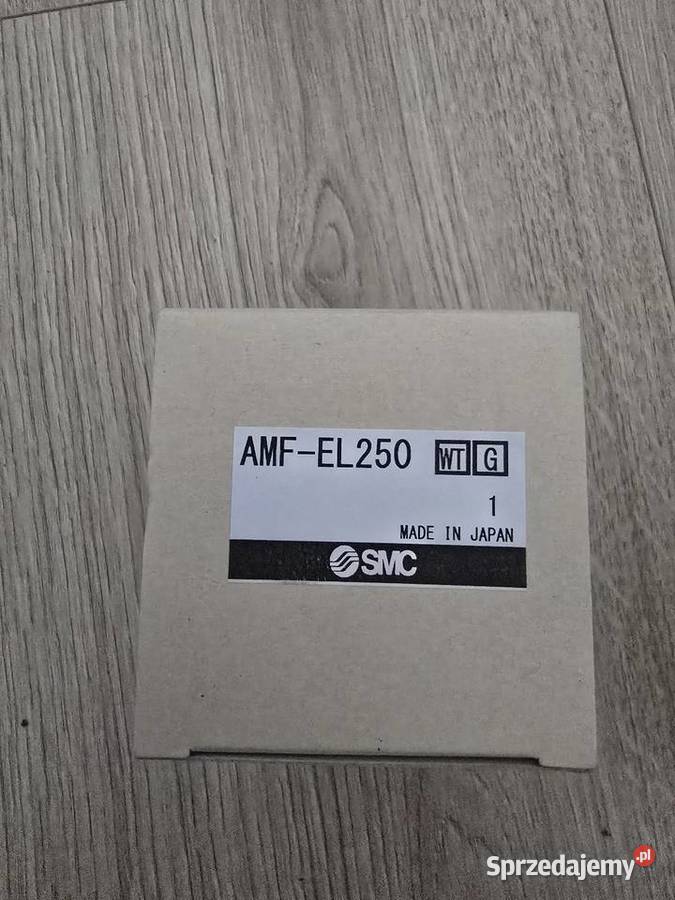 AMF-EL250 WT G
1
MADE IN JAPAN
SMC
Sprzedajemy.pl